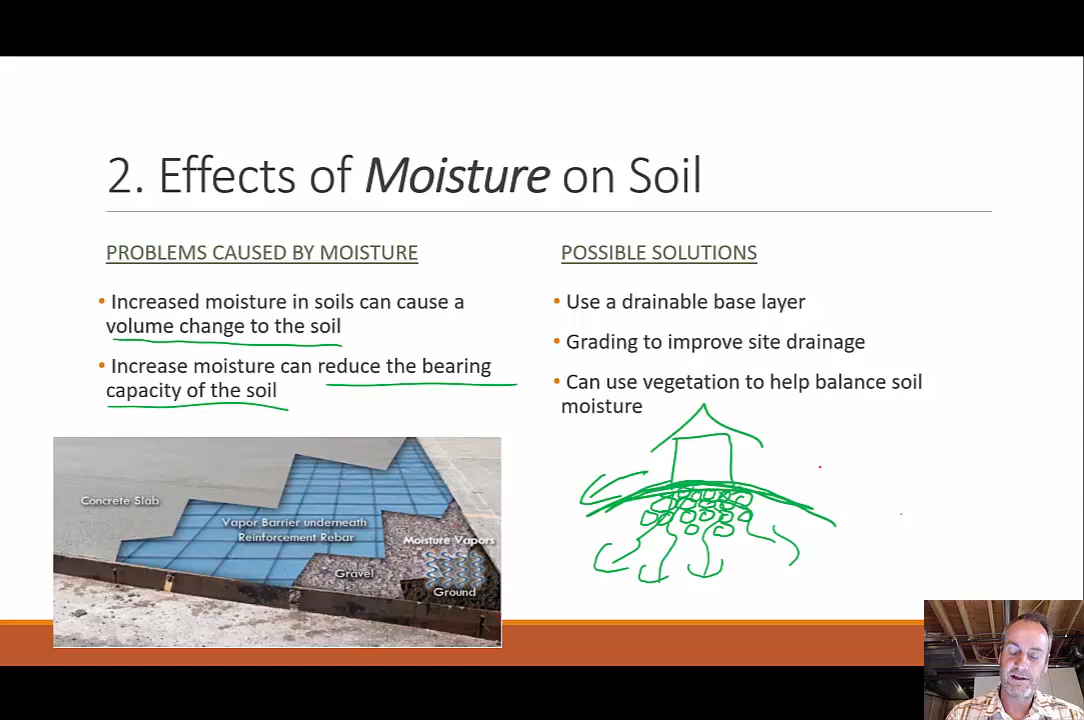 2. Effects of Moisture on Soil
PROBLEMS CAUSED BY MOISTURE
• Increased moisture in soils can cause a
volume change to the soil
• Increase moisture can reduce the bearing
capacity of the soil
POSSIBLE SOLUTIONS
• Use a drainable base layer
• Grading to improve site drainage
• Can use vegetation to help balance soil
moisture
Concrete Slab
Vapor Barrier underneath
Reinforcement Rebar
Moisture Vapors
Gravel
Ground